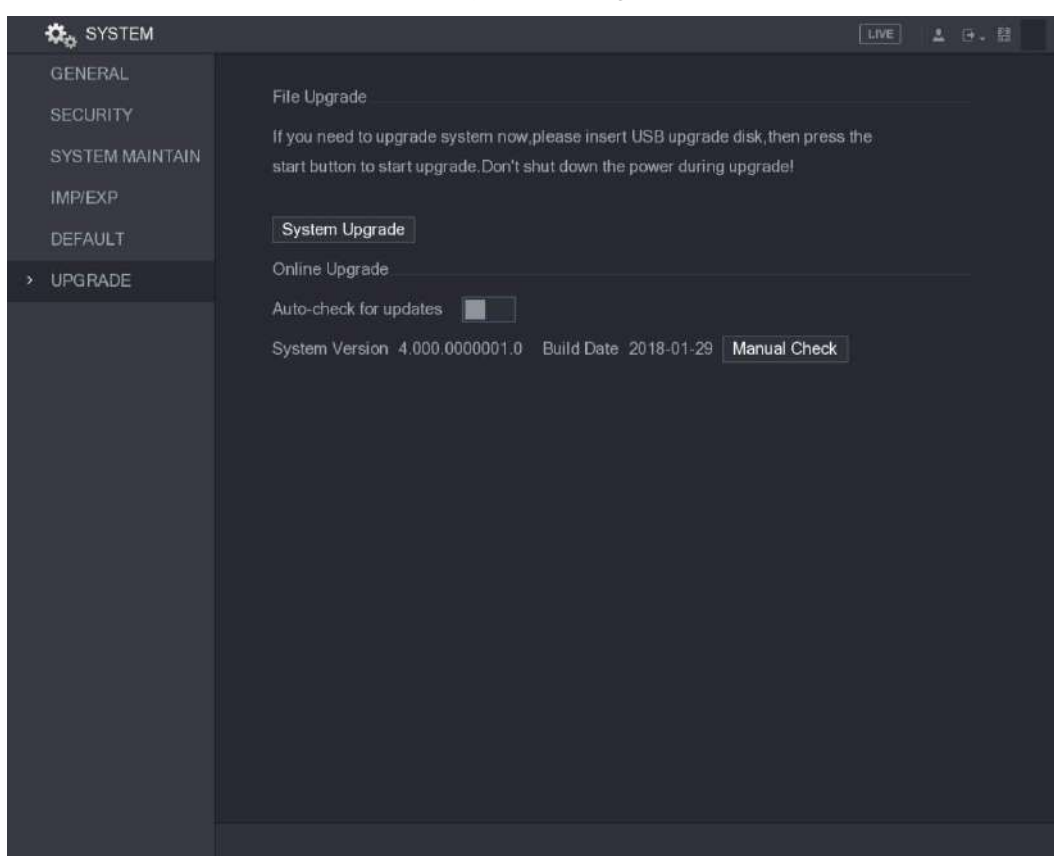 SYSTEM
LIVE
GENERAL
SECURITY
SYSTEM MAINTAIN
IMP/EXP
DEFAULT
> UPGRADE
File Upgrade
If you need to upgrade system now,please insert USB upgrade disk,then press the
start button to start upgrade.Don't shut down the power during upgrade!
System Upgrade
Online Upgrade
Auto-check for updates
System Version 4.000.0000001.0 Build Date 2018-01-29 Manual Check